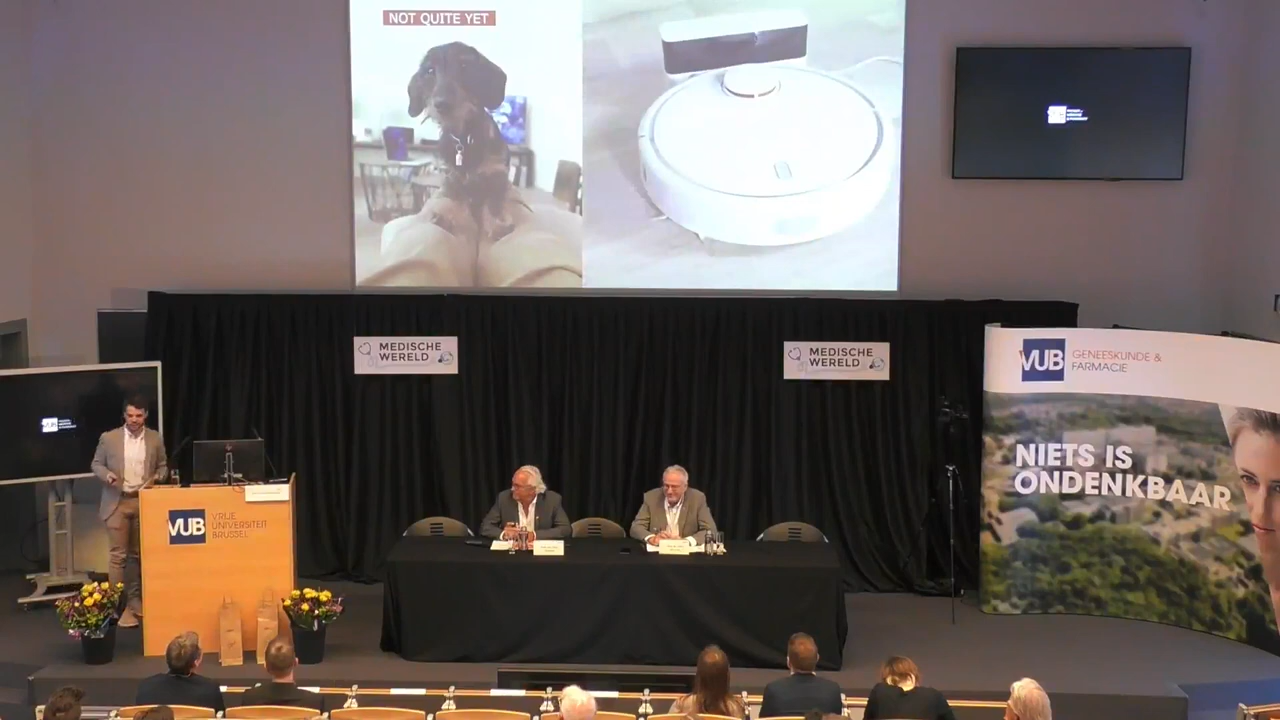 NOT QUITE YET
MEDISCHE
WERELD
MEDISCHE
WERELD
VUB
GENEESKUNDE &
FARMACIE
NIETS IS
ONDENKBAAR
VUB
VRIJE
UNIVERSITEIT
BRUSSEL